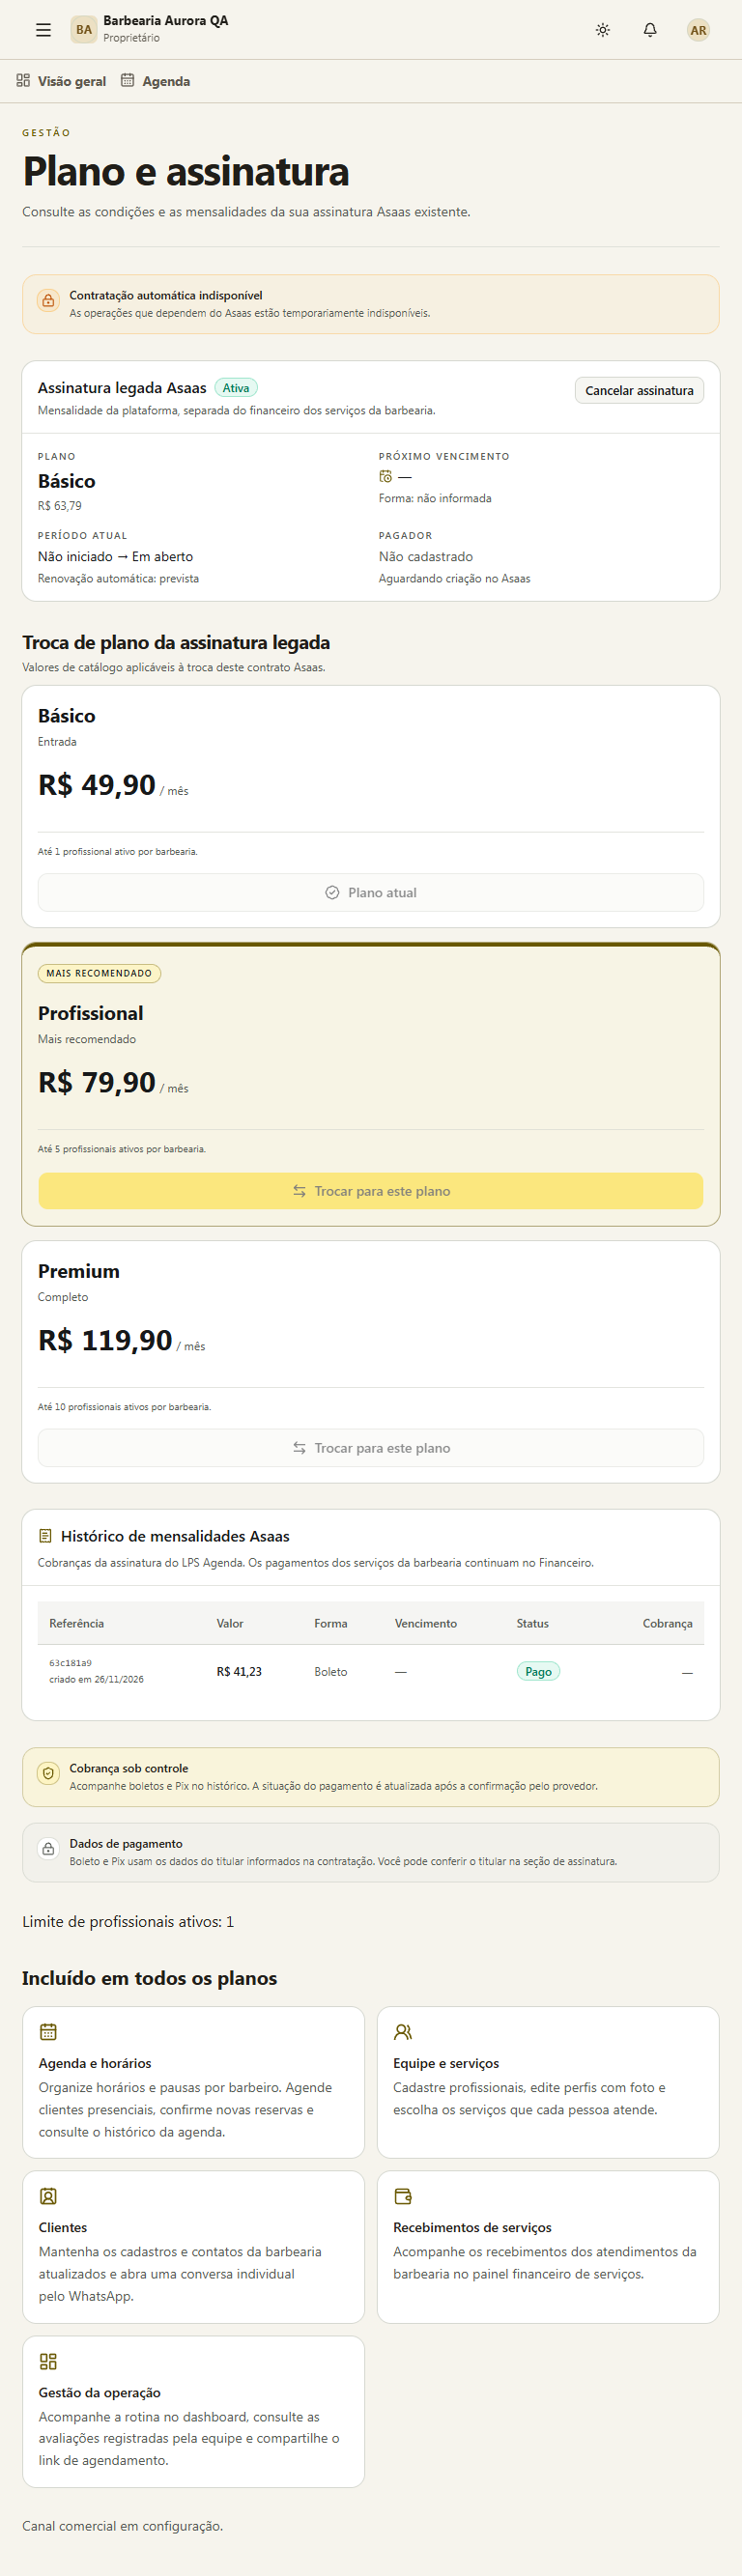 BA
Barbearia Aurora QA
Proprietário
AR
Visão geral
Agenda
GESTÃO
Plano e assinatura
Consulte as condições e as mensalidades da sua assinatura Asaas existente.
Contratação automática indisponível
As operações que dependem do Asaas estão temporariamente indisponíveis.
Assinatura legada Asaas Ativa
Cancelar assinatura
Mensalidade da plataforma, separada do financeiro dos serviços da barbearia.
PLANO
Básico
R$ 63,79
PRÓXIMO VENCIMENTO
—
Forma: não informada
PERÍODO ATUAL
Não iniciado → Em aberto
Renovação automática: prevista
PAGADOR
Não cadastrado
Aguardando criação no Asaas
Troca de plano da assinatura legada
Valores de catálogo aplicáveis à troca deste contrato Asaas.
Básico
Entrada
R$ 49,90 / mês
Até 1 profissional ativo por barbearia.
Plano atual
MAIS RECOMENDADO
Profissional
Mais recomendado
R$ 79,90 / mês
Até 5 profissionais ativos por barbearia.
Trocar para este plano
Premium
Completo
R$ 119,90 / mês
Até 10 profissionais ativos por barbearia.
Trocar para este plano
Histórico de mensalidades Asaas
Cobranças da assinatura do LPS Agenda. Os pagamentos dos serviços da barbearia continuam no Financeiro.
Referência Valor Forma Vencimento Status Cobrança
63c181a9
criado em 26/11/2026
R$ 41,23 Boleto — Pago —
Cobrança sob controle
Acompanhe boletos e Pix no histórico. A situação do pagamento é atualizada após a confirmação pelo provedor.
Dados de pagamento
Boleto e Pix usam os dados do titular informados na contratação. Você pode conferir o titular na seção de assinatura.
Limite de profissionais ativos: 1
Incluído em todos os planos
Agenda e horários
Organize horários e pausas por barbeiro. Agende
clientes presenciais, confirme novas reservas e
consulte o histórico da agenda.
Equipe e serviços
Cadastre profissionais, edite perfis com foto e
escolha os serviços que cada pessoa atende.
Clientes
Mantenha os cadastros e contatos da barbearia
atualizados e abra uma conversa individual
pelo WhatsApp.
Recebimentos de serviços
Acompanhe os recebimentos dos atendimentos da
barbearia no painel financeiro de serviços.
Gestão da operação
Acompanhe a rotina no dashboard, consulte as
avaliações registradas pela equipe e compartilhe o
link de agendamento.
Canal comercial em configuração.